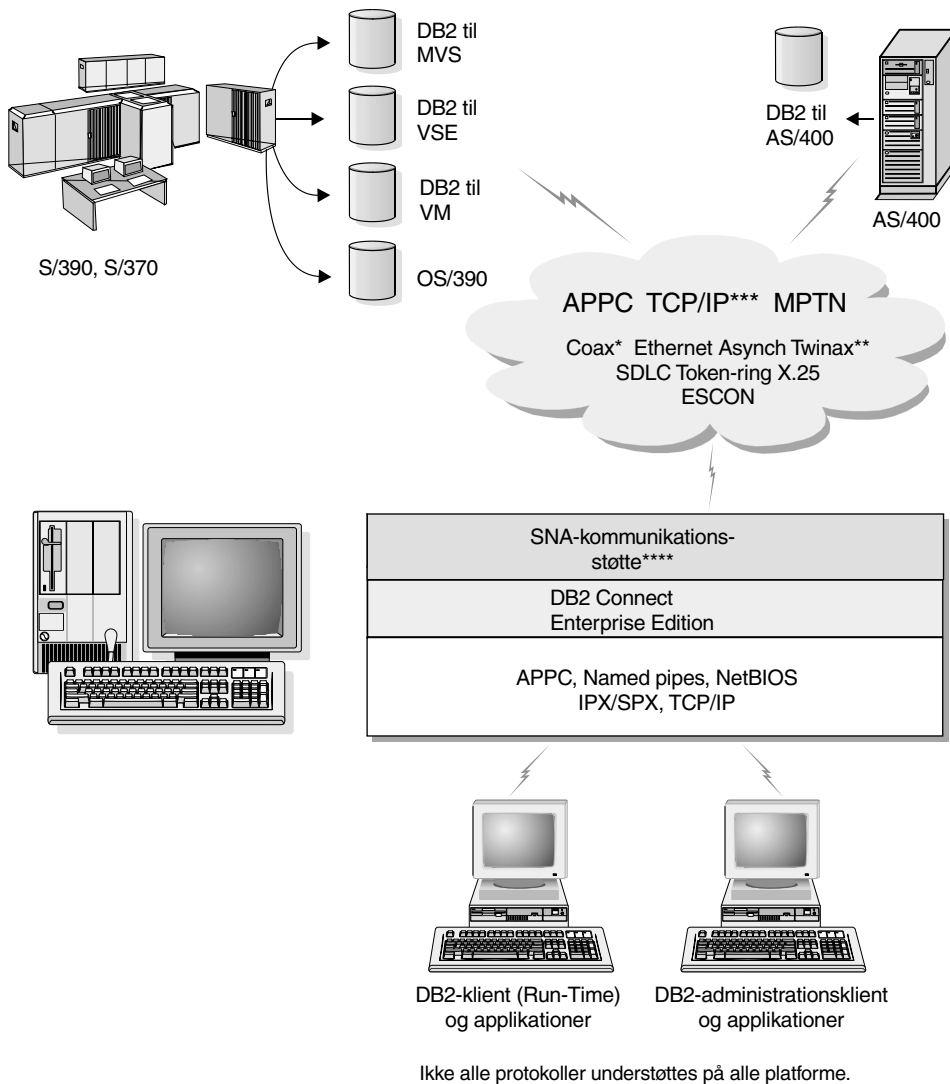 DB2 til
MVS
DB2 til
VSE
DB2 til
VM
OS/390
S/390, S/370
DB2 til
AS/400
AS/400
APPC TCP/IP*** MPTN
Coax* Ethernet Asynch Twinax**
SDLC Token-ring X.25
ESCON
SNA-kommunikations-
støtte****
DB2 Connect
Enterprise Edition
APPC, Named pipes, NetBIOS
IPX/SPX, TCP/IP
DB2-klient (Run-Time)
og applikationer
DB2-administrationsklient
og applikationer
Ikke alle protokoller understøttes på alle platforme.